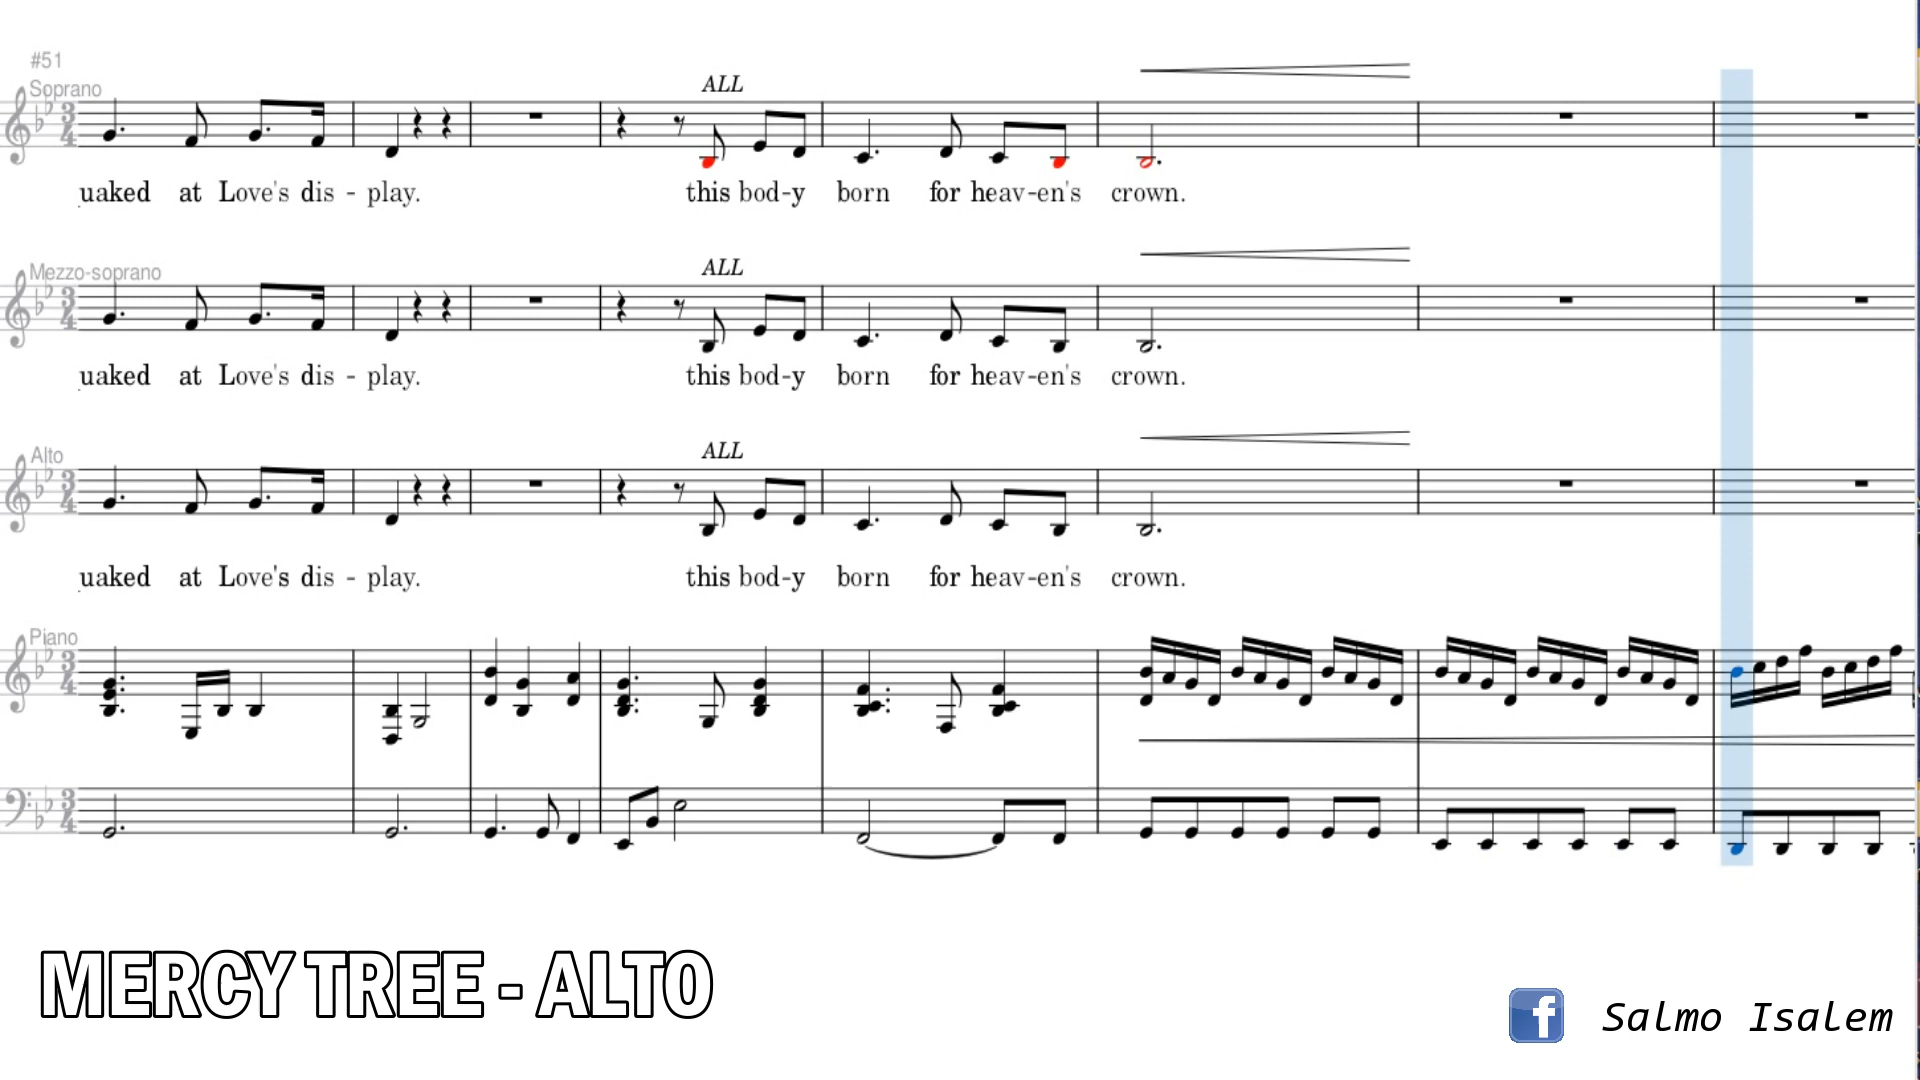 #51
Soprano
ALL
uaked at Love's dis - play. this bod-y born for heav-en's crown.
Mezzo-soprano
ALL
uaked at Love's dis - play. this bod-y born for heav-en's crown.
Alto
ALL
uaked at Love's dis - play. this bod-y born for heav-en's crown.
Piano
MERCY TREE - ALTO
f Salmo Isalem